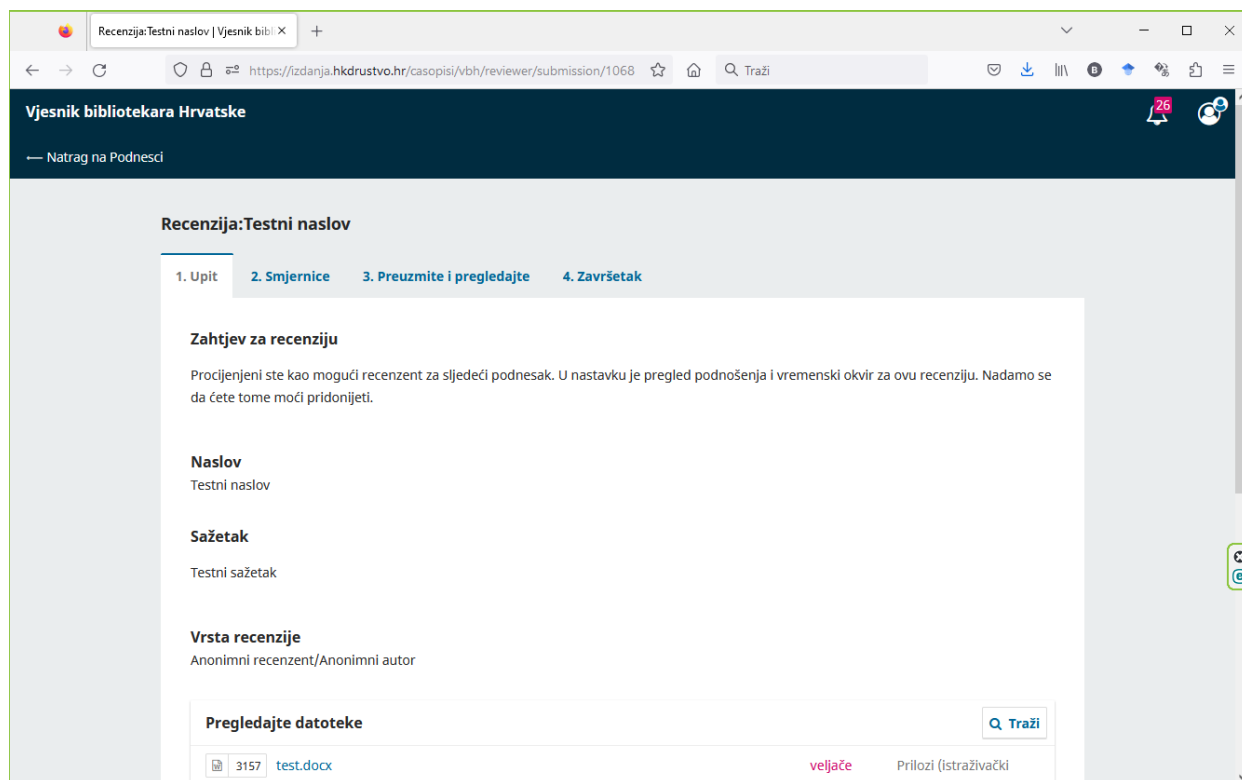 Recenzija:Testni naslov | Vjesnik bibli
https://izdanja.hkdrustvo.hr/casopisi/vbh/reviewer/submission/1068
Traži
Vjesnik bibliotekara Hrvatske
26
← Natrag na Podnesci
Recenzija:Testni naslov
1. Upit 2. Smjernice 3. Preuzmite i pregledajte 4. Završetak
Zahtjev za recenziju
Procijenjeni ste kao mogući recenzent za sljedeći podnesak. U nastavku je pregled podnošenja i vremenski okvir za ovu recenziju. Nadamo se
da ćete tome moći pridonijeti.
Naslov
Testni naslov
Sažetak
Testni sažetak
Vrsta recenzije
Anonimni recenzent/Anonimni autor
Pregledajte datoteke
Traži
3157 test.docx veljače Prilozi (istraživački